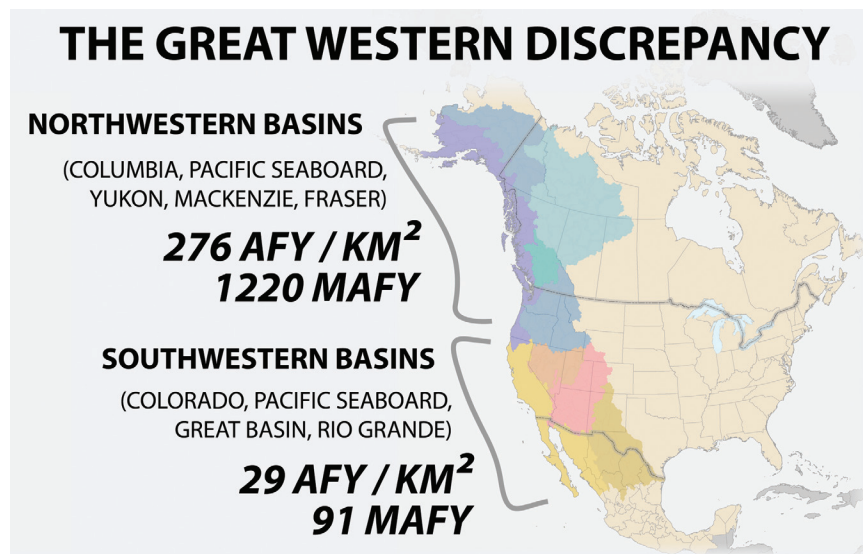 THE GREAT WESTERN DISCREPANCY
NORTHWESTERN BASINS
(COLUMBIA, PACIFIC SEABOARD,
YUKON, MACKENZIE, FRASER)
276 AFY / KM²
1220 MAFY
SOUTHWESTERN BASINS
(COLORADO, PACIFIC SEABOARD,
GREAT BASIN, RIO GRANDE)
29 AFY / KM²
91 MAFY